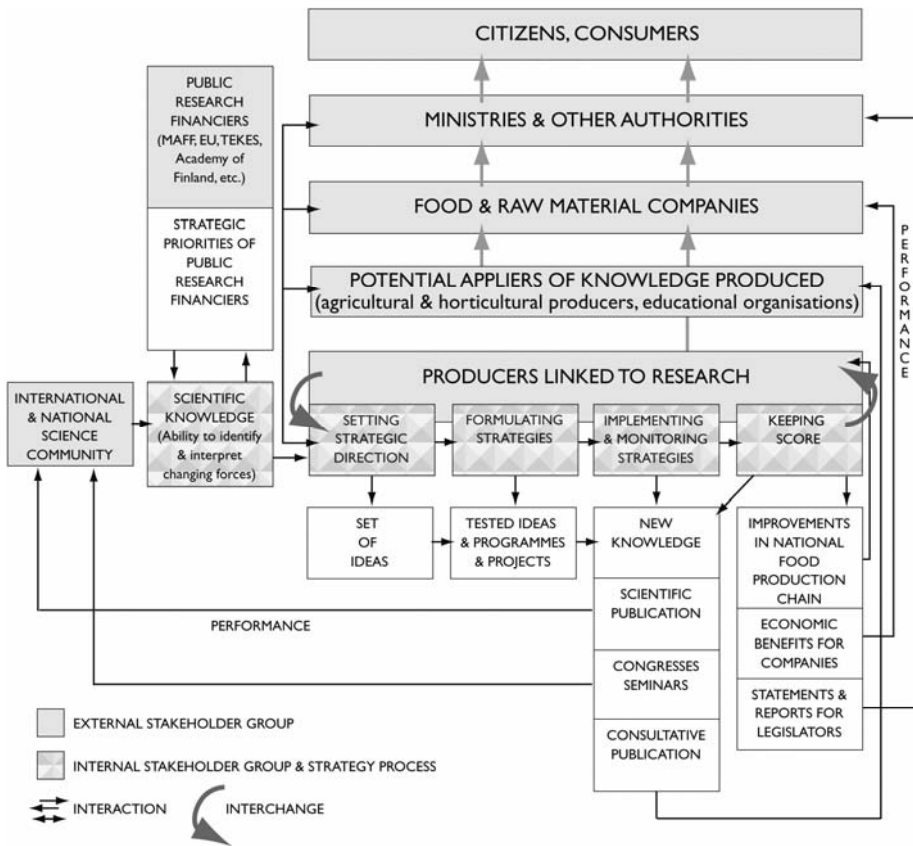 CITIZENS, CONSUMERS
PUBLIC
RESEARCH
FINANCIERS
(MAFF, EU, TEKES,
Academy of
Finland, etc.)
MINISTRIES & OTHER AUTHORITIES
STRATEGIC
PRIORITIES OF
PUBLIC
RESEARCH
FINANCIERS
FOOD & RAW MATERIAL COMPANIES
PERFORMANCE
POTENTIAL APPLIERS OF KNOWLEDGE PRODUCED
(agricultural & horticultural producers, educational organisations)
PRODUCERS LINKED TO RESEARCH
INTERNATIONAL
& NATIONAL
SCIENCE
COMMUNITY
SCIENTIFIC
KNOWLEDGE
(Ability to identify
& interpret
changing forces)
SETTING
STRATEGIC
DIRECTION
FORMULATING
STRATEGIES
IMPLEMENTING
& MONITORING
STRATEGIES
KEEPING
SCORE
SET
OF
IDEAS
TESTED IDEAS
& PROGRAMMES
& PROJECTS
NEW
KNOWLEDGE
IMPROVEMENTS
IN NATIONAL
FOOD
PRODUCTION
CHAIN
SCIENTIFIC
PUBLICATION
PERFORMANCE
ECONOMIC
BENEFITS FOR
COMPANIES
CONGRESSES
SEMINARS
STATEMENTS &
REPORTS FOR
LEGISLATORS
CONSULTATIVE
PUBLICATION
EXTERNAL STAKEHOLDER GROUP
INTERNAL STAKEHOLDER GROUP & STRATEGY PROCESS
INTERACTION
INTERCHANGE